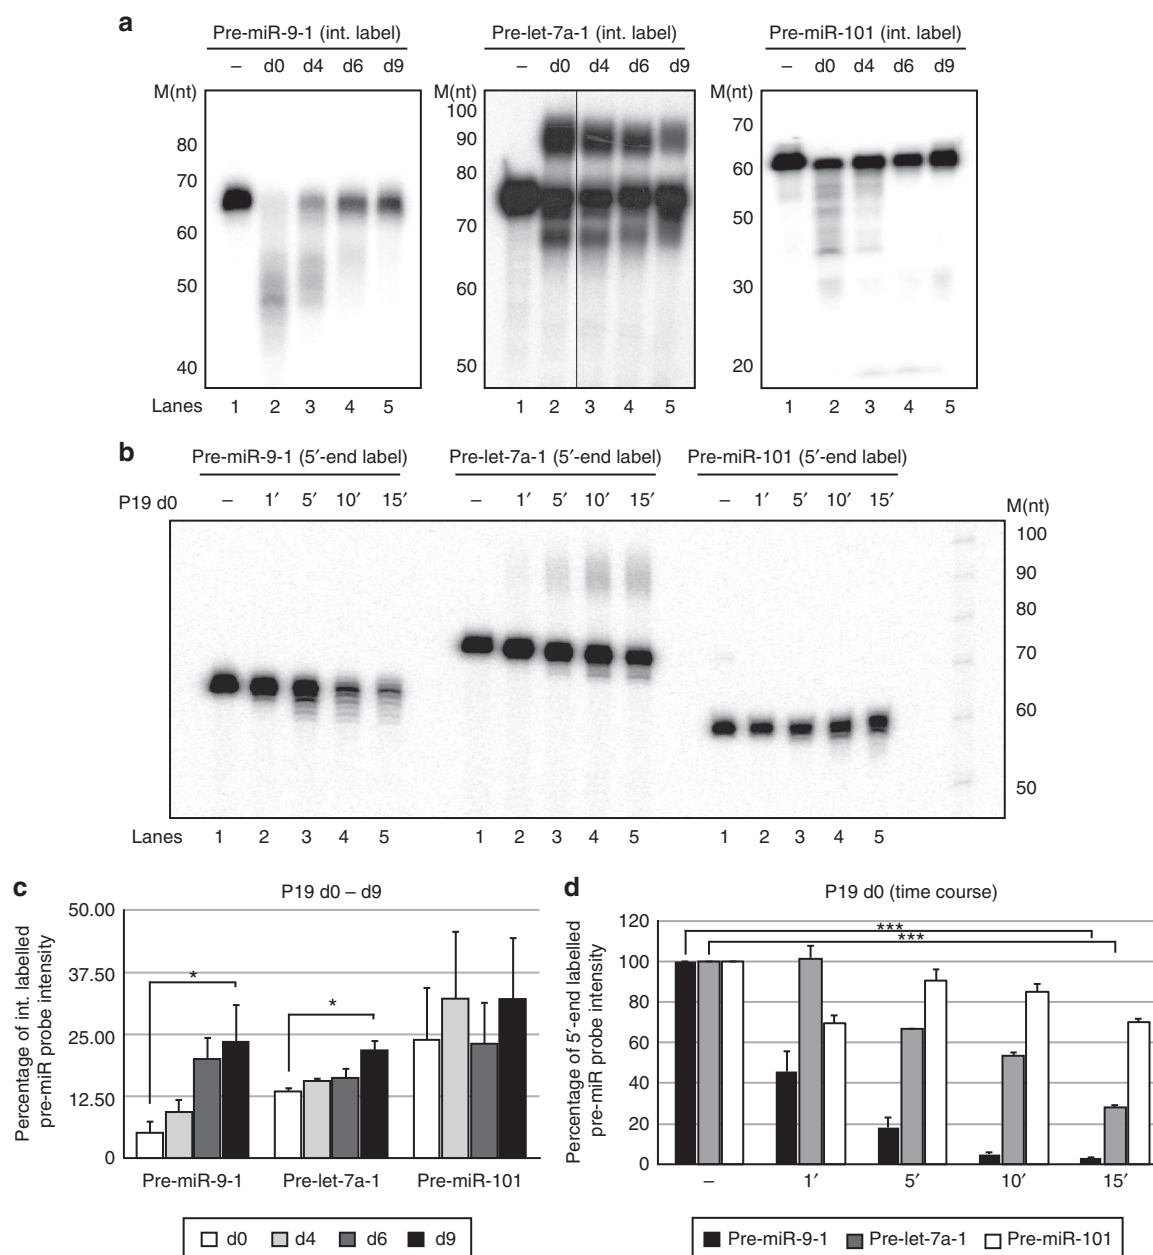 a
Pre-miR-9-1 (int. label) Pre-let-7a-1 (int. label) Pre-miR-101 (int. label)
– d0 d4 d6 d9 – d0 d4 d6 d9 – d0 d4 d6 d9
M(nt) M(nt) M(nt)
80 70 60 50 40
100 90 80 70 60 50
70 60 50 30 20
Lanes 1 2 3 4 5 1 2 3 4 5 1 2 3 4 5
b
Pre-miR-9-1 (5′-end label) Pre-let-7a-1 (5′-end label) Pre-miR-101 (5′-end label)
P19 d0 – 1′ 5′ 10′ 15′ – 1′ 5′ 10′ 15′ – 1′ 5′ 10′ 15′
M(nt)
100
90
80
70
60
50
Lanes 1 2 3 4 5 1 2 3 4 5 1 2 3 4 5
c
P19 d0 – d9
Percentage of int. labelled
pre-miR probe intensity
50.00
37.50
25.00
12.50
0
* *
Pre-miR-9-1 Pre-let-7a-1 Pre-miR-101
d0 d4 d6 d9
d
P19 d0 (time course)
Percentage of 5′-end labelled
pre-miR probe intensity
120
100
80
60
40
20
0
***
***
– 1′ 5′ 10′ 15′
Pre-miR-9-1 Pre-let-7a-1 Pre-miR-101